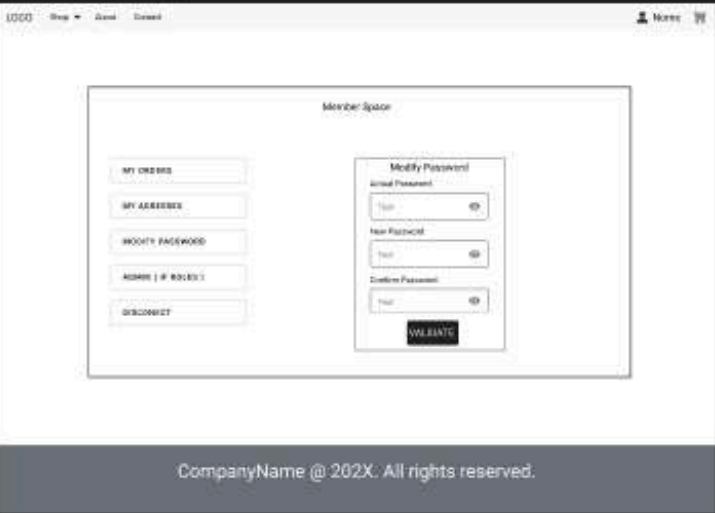 LOGO Shop About Contact Name
Member Space
MY ORDERS
MY ADRESSES
MODIFY PASSWORD
ADMIN ( IF ROLES )
DISCONNECT
Modify Password
Actual Password
Text
New Password
Text
Confirm Password
Text
VALIDATE
CompanyName @ 202X. All rights reserved.